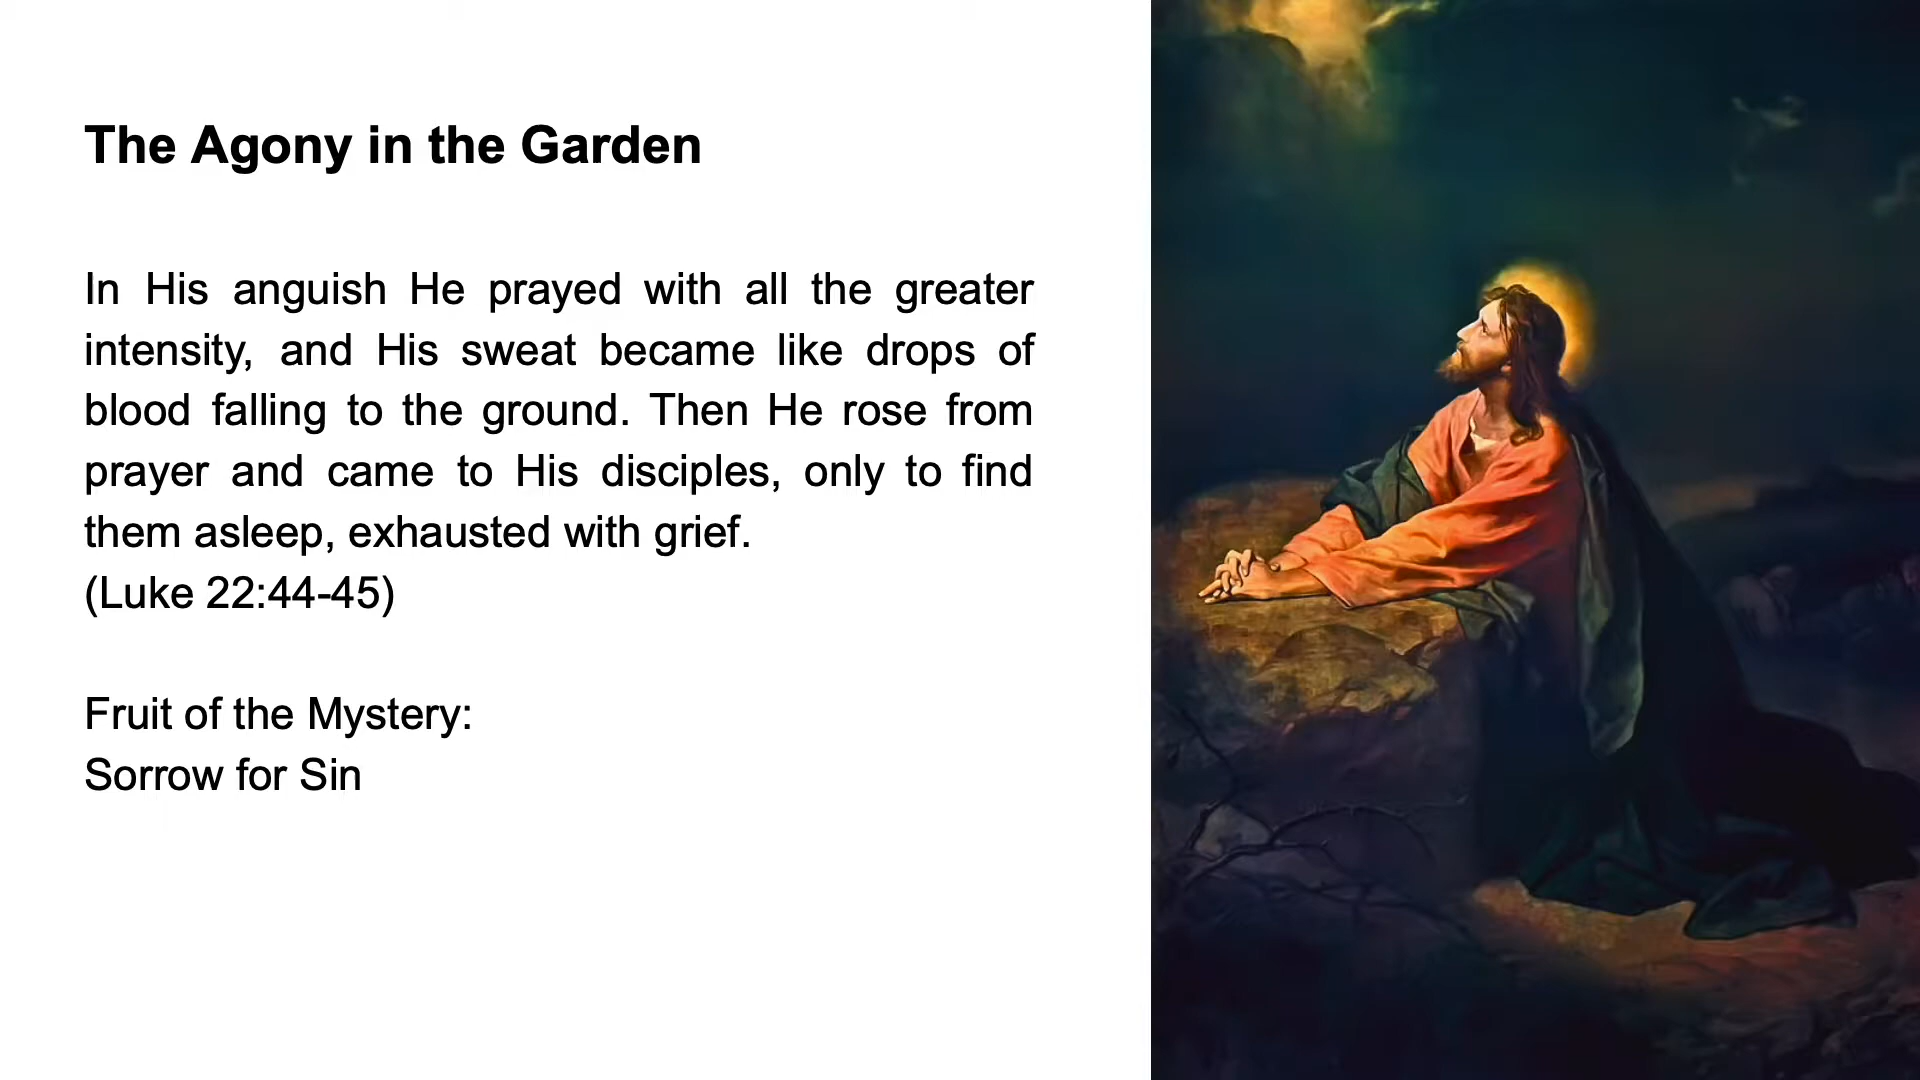 The Agony in the Garden
In His anguish He prayed with all the greater
intensity, and His sweat became like drops of
blood falling to the ground. Then He rose from
prayer and came to His disciples, only to find
them asleep, exhausted with grief.
(Luke 22:44-45)
Fruit of the Mystery:
Sorrow for Sin